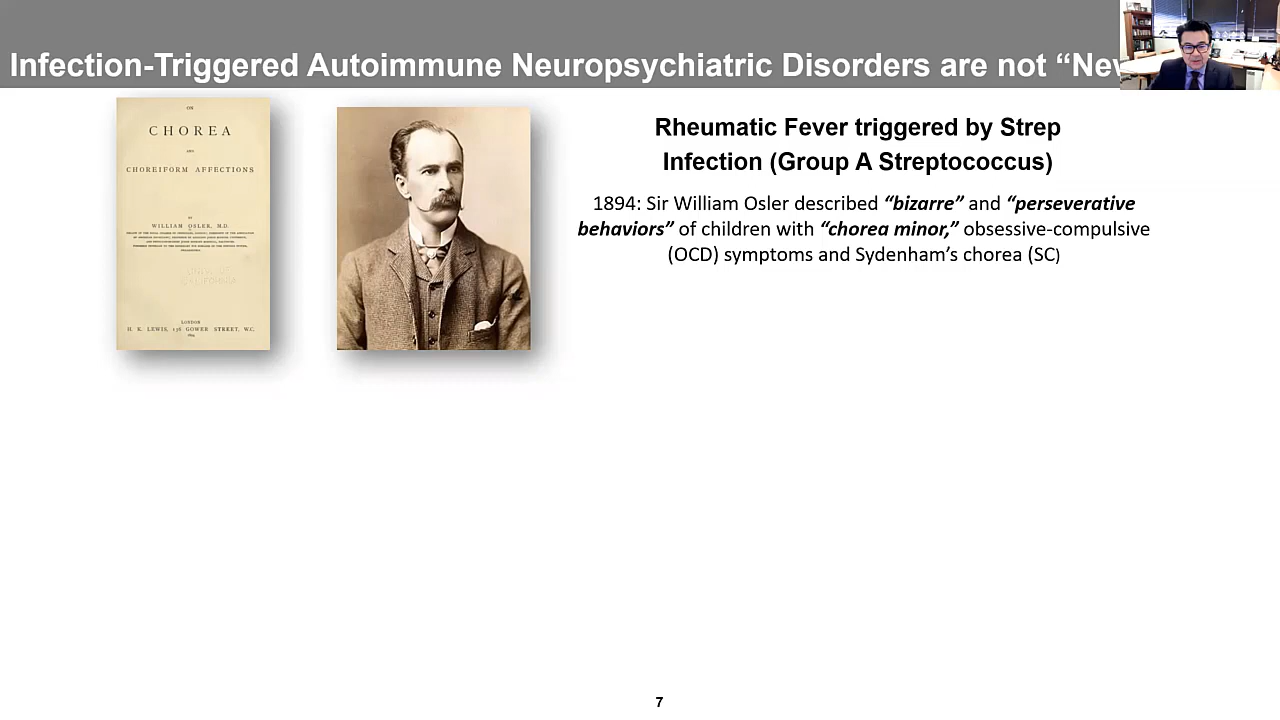 Infection-Triggered Autoimmune Neuropsychiatric Disorders are not “New
ON
CHOREA
AND
CHOREIFORM AFFECTIONS
BY
WILLIAM OSLER, M.D.
LONDON
H. K. LEWIS, 136 GOWER STREET, W.C.
1894
Rheumatic Fever triggered by Strep
Infection (Group A Streptococcus)
1894: Sir William Osler described “bizarre” and “perseverative
behaviors” of children with “chorea minor,” obsessive-compulsive
(OCD) symptoms and Sydenham’s chorea (SC)
7